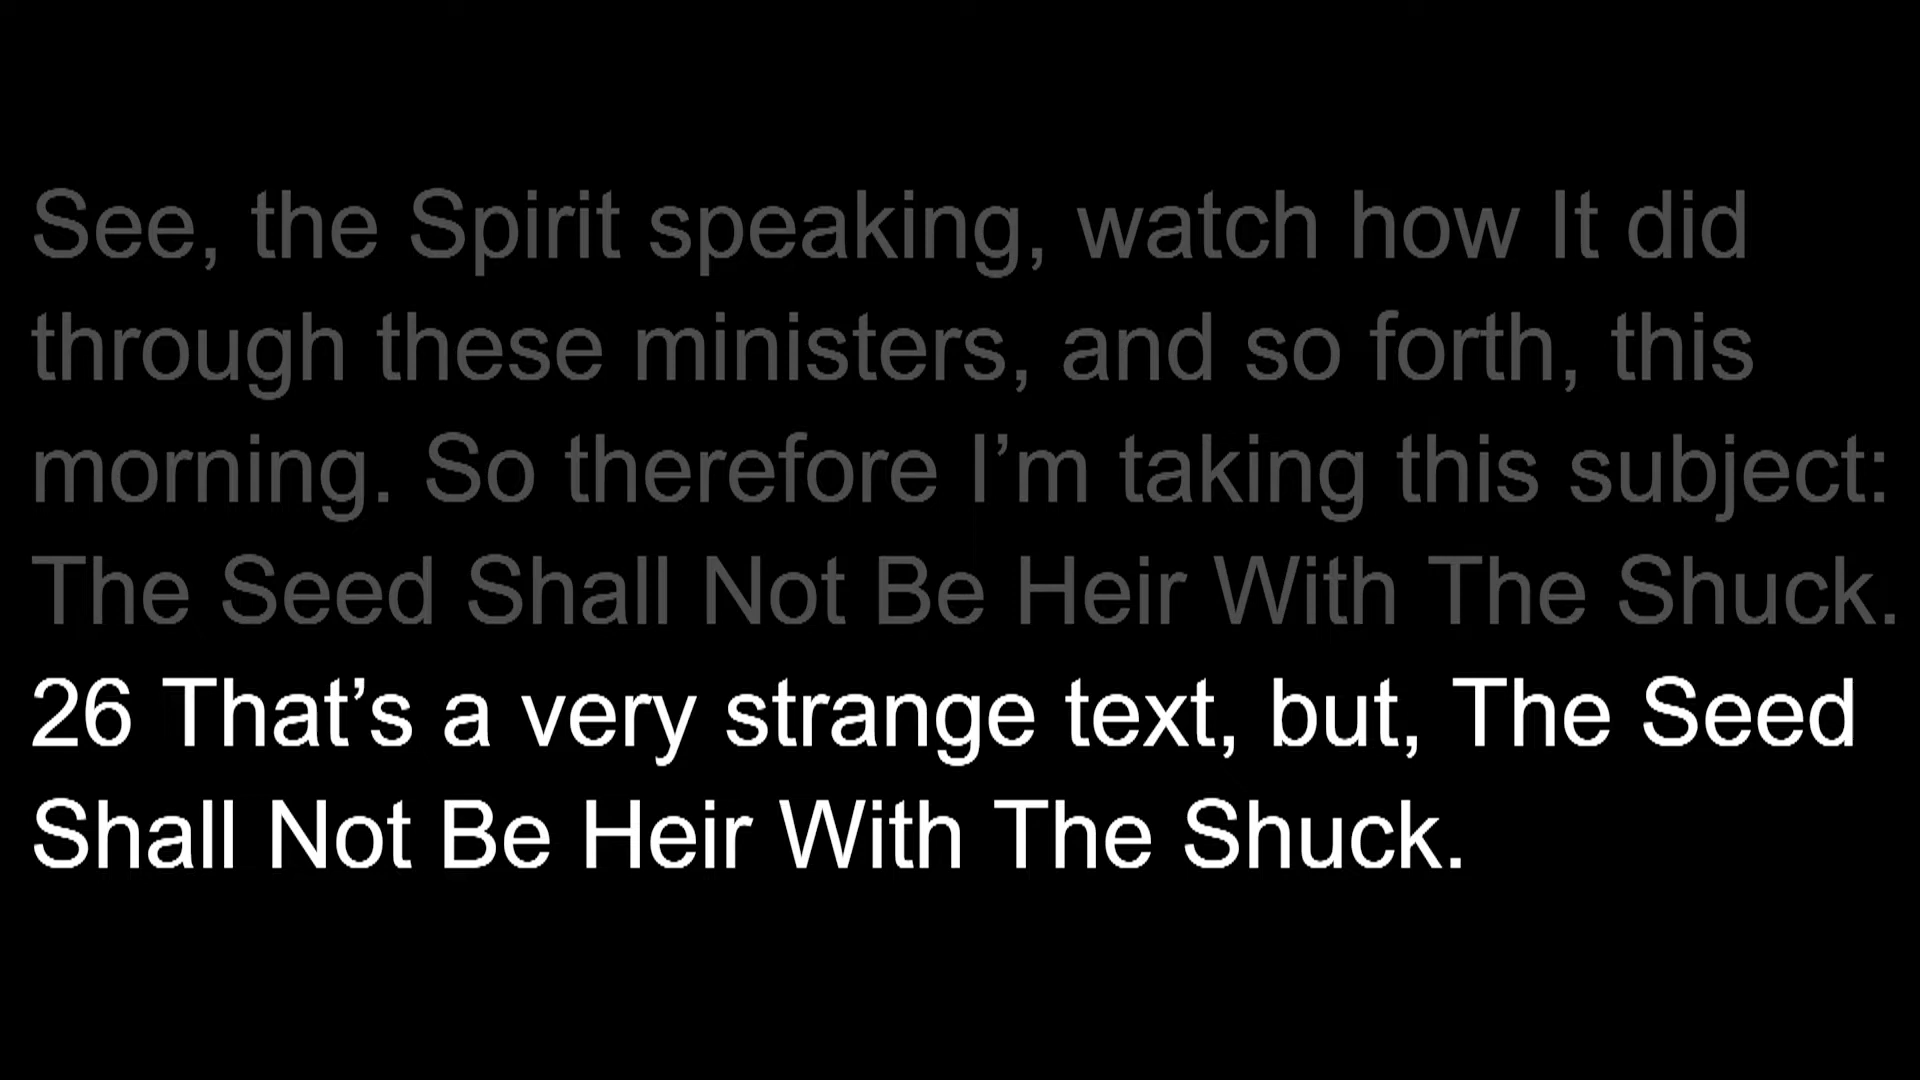 See, the Spirit speaking, watch how It did
through these ministers, and so forth, this
morning. So therefore I’m taking this subject:
The Seed Shall Not Be Heir With The Shuck.
26 That’s a very strange text, but, The Seed
Shall Not Be Heir With The Shuck.